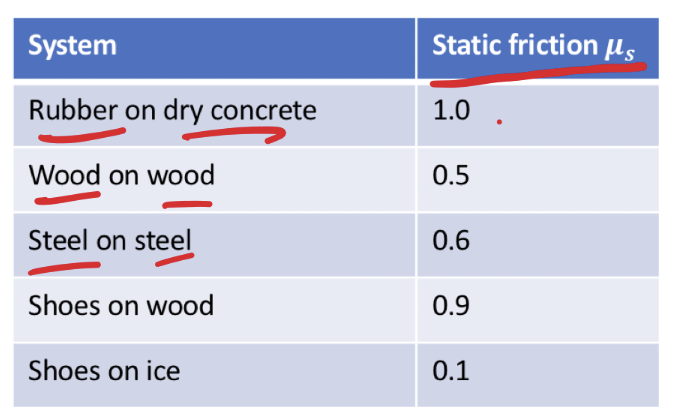 System Static friction μₛ
Rubber on dry concrete 1.0
Wood on wood 0.5
Steel on steel 0.6
Shoes on wood 0.9
Shoes on ice 0.1